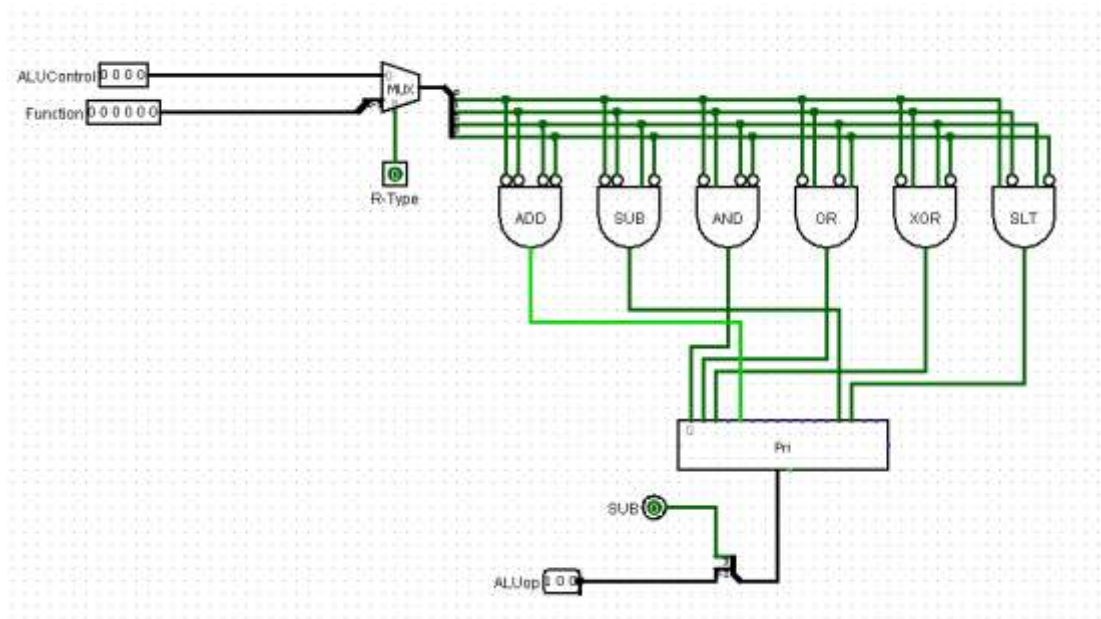 ALUControl 0 0 0 0
0
MUX
Function 0 0 0 0 0 0
0
R-Type
ADD SUB AND OR XOR SLT
0
Pri
SUB 0
ALUop 1 0 0